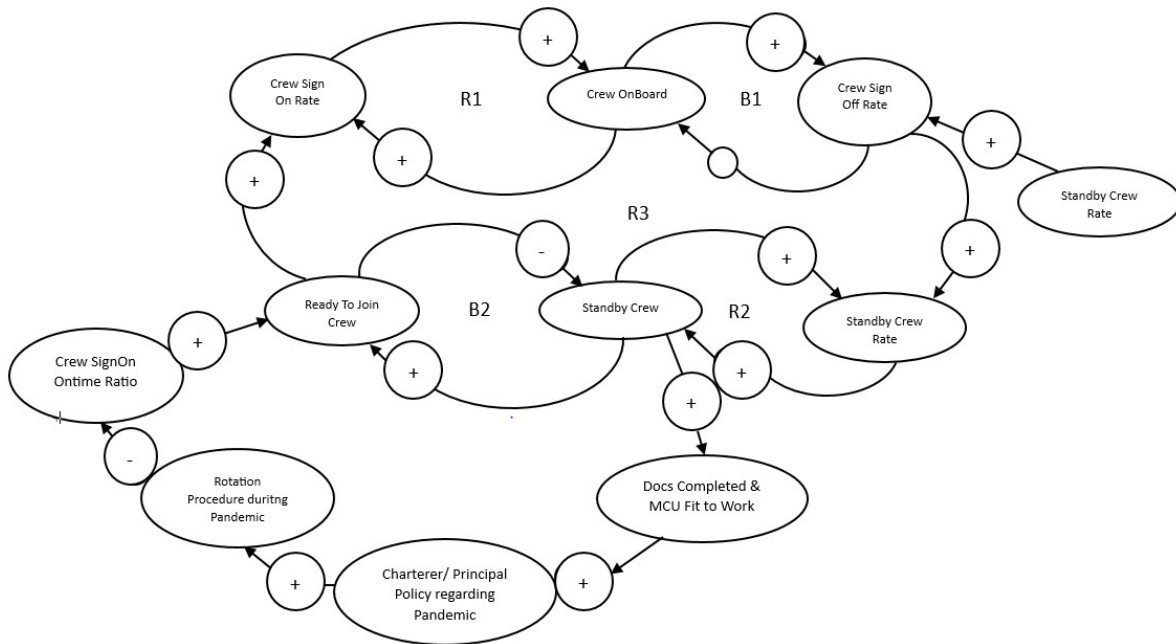 +
+
Crew Sign
On Rate
R1
Crew OnBoard
B1
Crew Sign
Off Rate
+
+
+
Standby Crew
Rate
R3
-
+
+
Ready To Join
Crew
B2
Standby Crew
R2
Standby Crew
Rate
+
Crew SignOn
Ontime Ratio
+
+
+
-
Rotation
Procedure duritng
Pandemic
Docs Completed &
MCU Fit to Work
+
Charterer/ Principal
Policy regarding
Pandemic
+